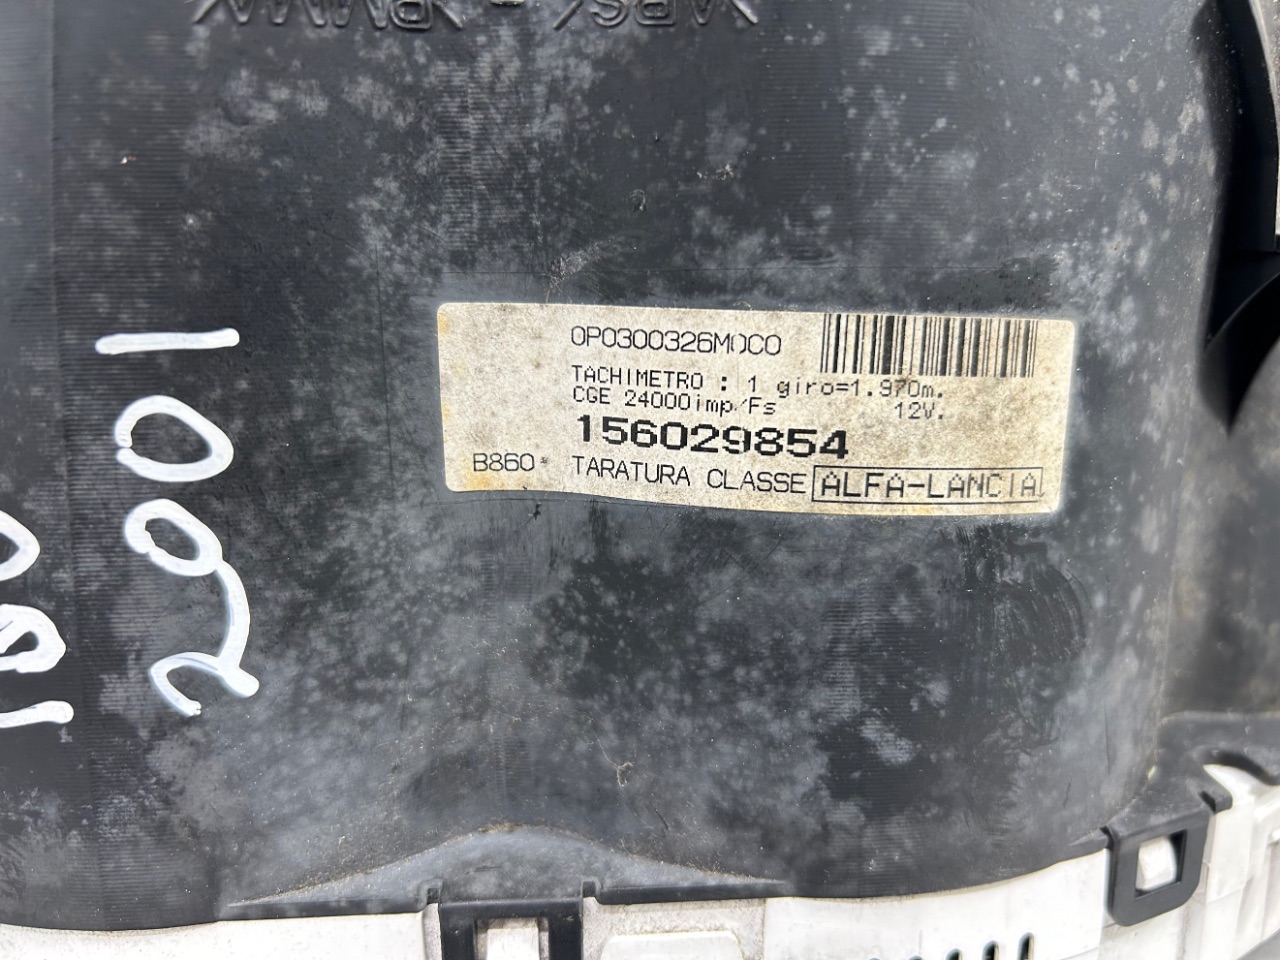 0P0300326M0C0
TACHIMETRO : 1 giro=1.970m.
CGE 24000imp/Fs 12V.
156029854
B860* TARATURA CLASSE ALFA-LANCIA
2001